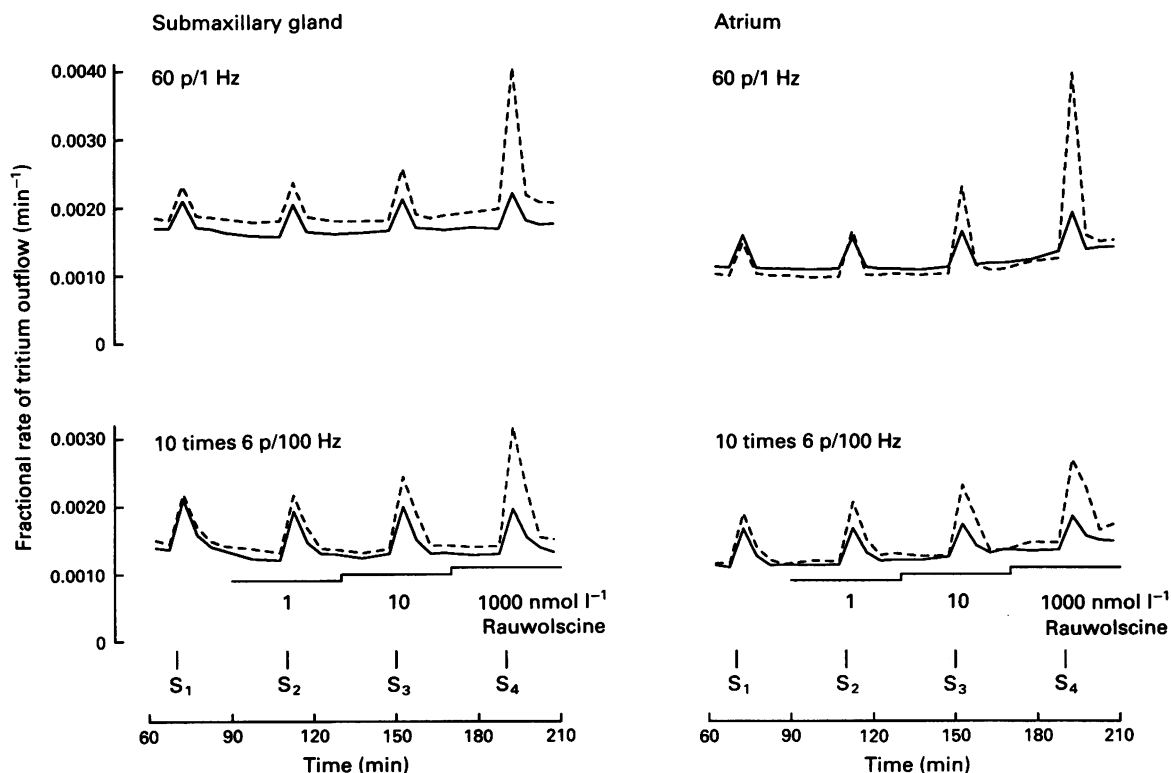 Submaxillary gland
Atrium
60 p/1 Hz
60 p/1 Hz
0.0040
0.0030
0.0020
0.0010
0
Fractional rate of tritium outflow (min⁻¹)
10 times 6 p/100 Hz
10 times 6 p/100 Hz
0.0030
0.0020
0.0010
0
1 10 1000 nmol l⁻¹
Rauwolscine
1 10 1000 nmol l⁻¹
Rauwolscine
S₁ S₂ S₃ S₄
S₁ S₂ S₃ S₄
60 90 120 150 180 210
60 90 120 150 180 210
Time (min)
Time (min)